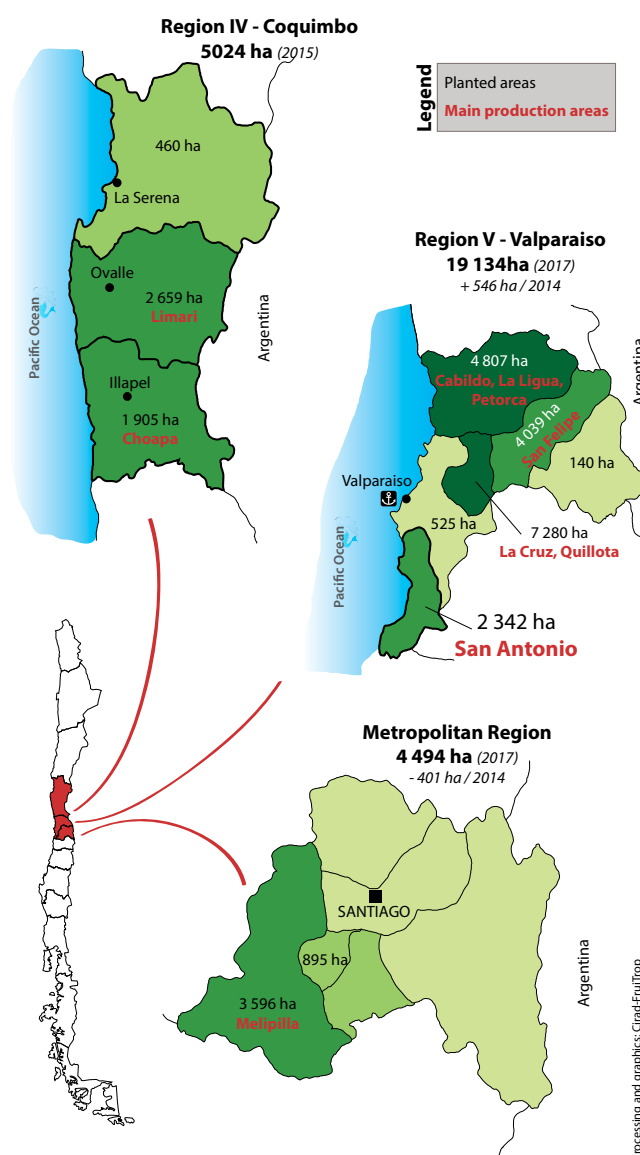 Region IV - Coquimbo
5024 ha (2015)
Legend
Planted areas
Main production areas
460 ha
La Serena
Ovalle
2 659 ha
Limari
Illapel
1 905 ha
Choapa
Pacific Ocean
Argentina
Region V - Valparaiso
19 134ha (2017)
+ 546 ha / 2014
Argentina
4 807 ha
Cabildo, La Ligua,
Petorca
4 039 ha
San Felipe
140 ha
Valparaiso
525 ha
7 280 ha
La Cruz, Quillota
Pacific Ocean
2 342 ha
San Antonio
Metropolitan Region
4 494 ha (2017)
- 401 ha / 2014
SANTIAGO
895 ha
3 596 ha
Melipilla
Argentina
and graphics: Cirad-FruiTrop